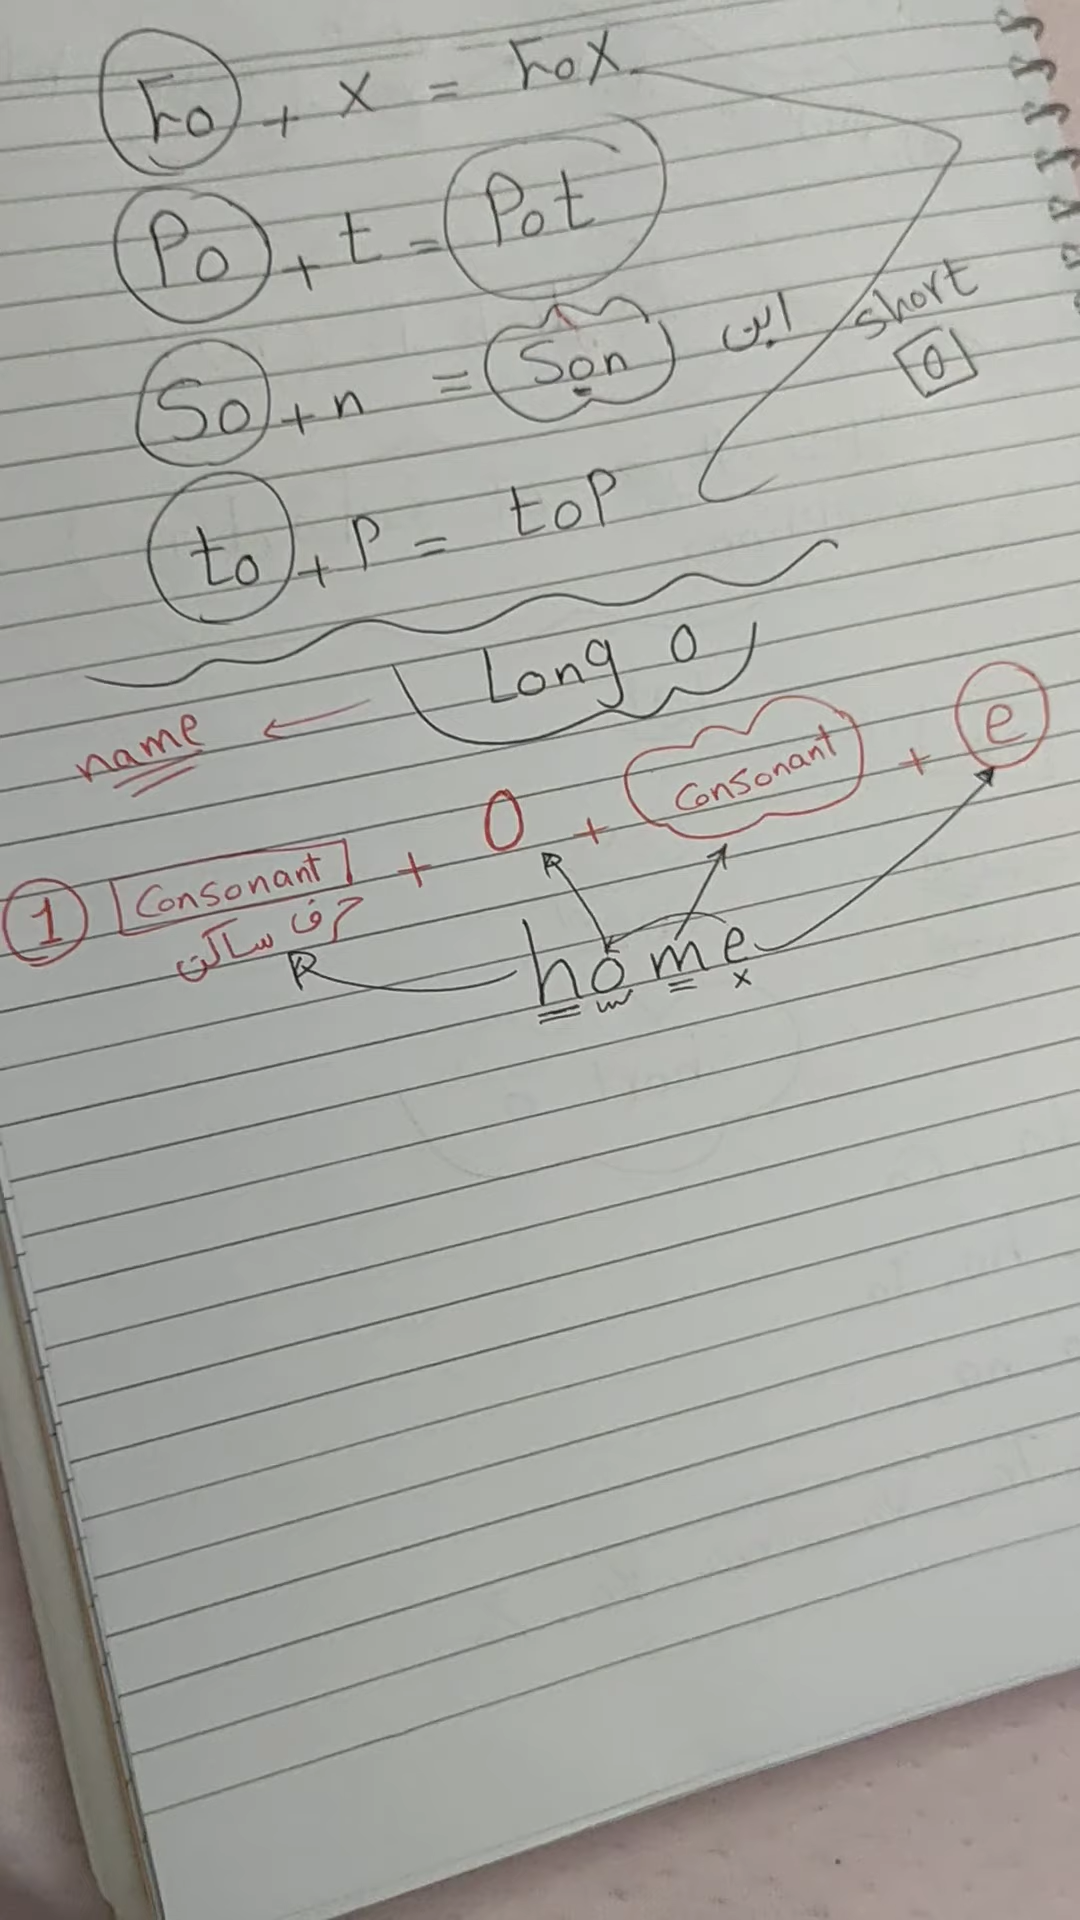 fo + x = fox
Po + t = Pot
So + n = Son ابن
short
o
to + P = toP
Long o
name
1 Consonant + O + Consonant + e
حرف ساكن
home
x